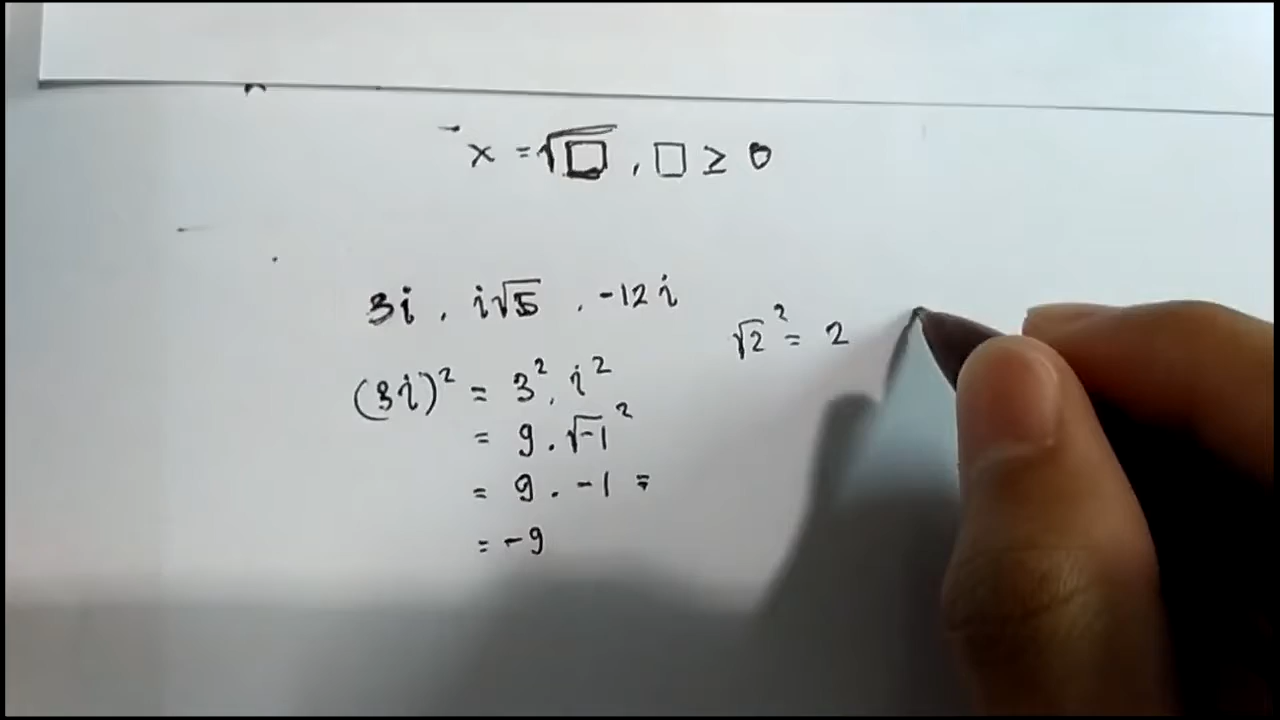 x = √□ , □ ≥ 0
3i , i√5 , -12i
√2² = 2
(3i)² = 3² . i²
= 9 . √-1²
= 9 . -1 =
= -9